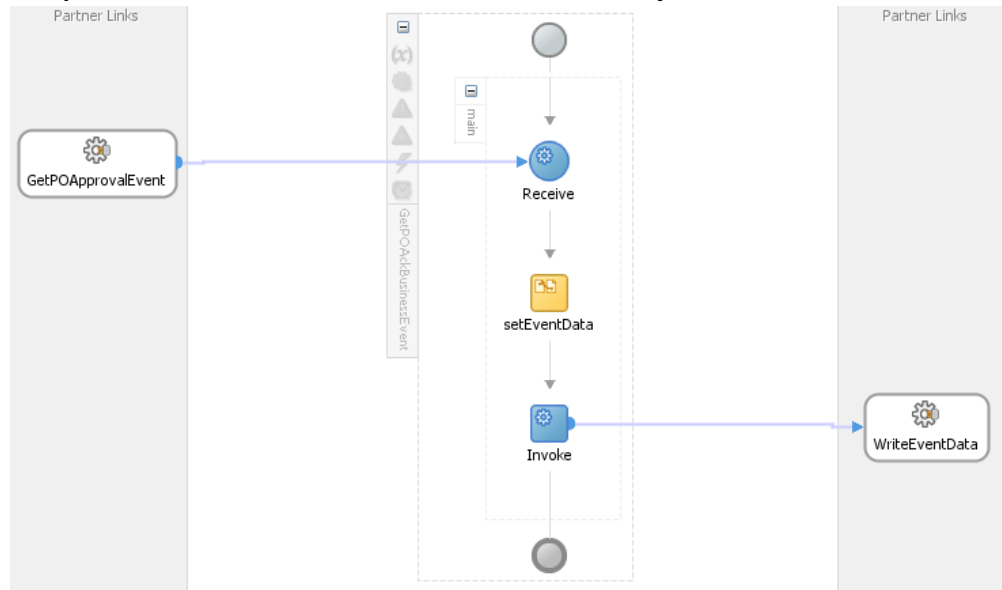 Partner Links
Partner Links
(x)
main
GetPOApprovalEvent
Receive
GetPOAckBusinessEvent
setEventData
Invoke
WriteEventData